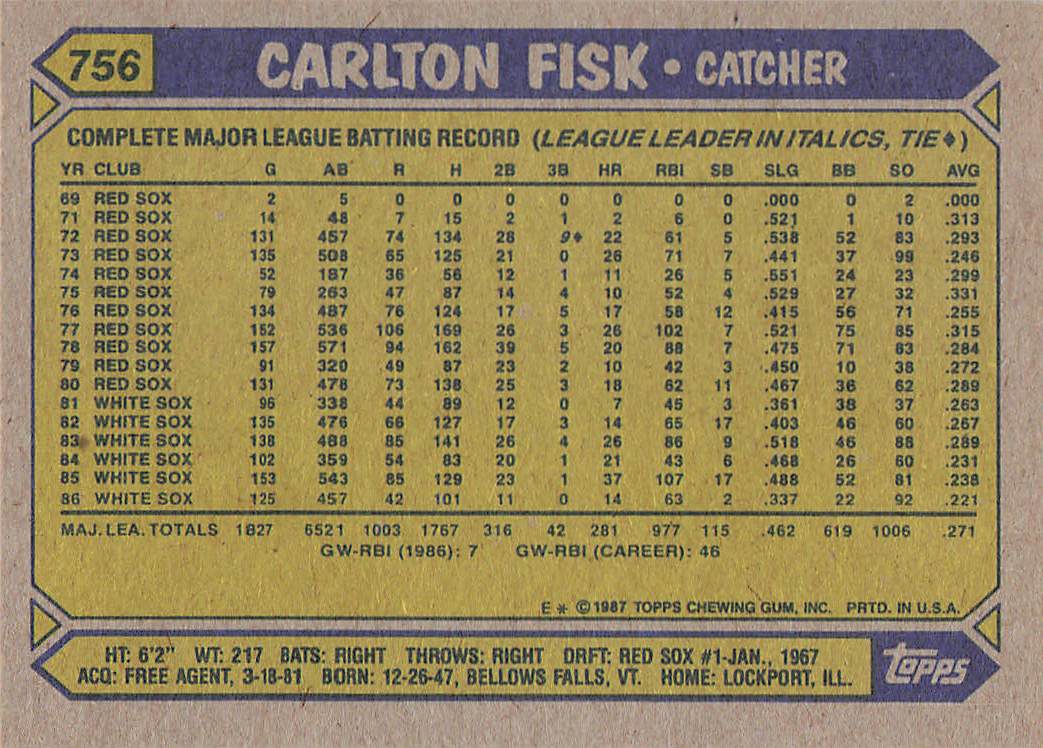 756 CARLTON FISK • CATCHER
COMPLETE MAJOR LEAGUE BATTING RECORD (LEAGUE LEADER IN ITALICS, TIE♦)
YR CLUB G AB R H 2B 3B HR RBI SB SLG BB SO AVG
69 RED SOX 2 5 0 0 0 0 0 0 0 .000 0 2 .000
71 RED SOX 14 48 7 15 2 1 2 6 0 .521 1 10 .313
72 RED SOX 131 457 74 134 28 9♦ 22 61 5 .538 52 83 .293
73 RED SOX 135 508 65 125 21 0 26 71 7 .441 37 99 .246
74 RED SOX 52 187 36 56 12 1 11 26 5 .551 24 23 .299
75 RED SOX 79 263 47 87 14 4 10 52 4 .529 27 32 .331
76 RED SOX 134 487 76 124 17 5 17 58 12 .415 56 71 .255
77 RED SOX 152 536 106 169 26 3 26 102 7 .521 75 85 .315
78 RED SOX 157 571 94 162 39 5 20 88 7 .475 71 83 .284
79 RED SOX 91 320 49 87 23 2 10 42 3 .450 10 38 .272
80 RED SOX 131 478 73 138 25 3 18 62 11 .467 36 62 .289
81 WHITE SOX 96 338 44 89 12 0 7 45 3 .361 38 37 .263
82 WHITE SOX 135 476 66 127 17 3 14 65 17 .403 46 60 .267
83 WHITE SOX 138 488 85 141 26 4 26 86 9 .518 46 88 .289
84 WHITE SOX 102 359 54 83 20 1 21 43 6 .468 26 60 .231
85 WHITE SOX 153 543 85 129 23 1 37 107 17 .488 52 81 .238
86 WHITE SOX 125 457 42 101 11 0 14 63 2 .337 22 92 .221
MAJ. LEA. TOTALS 1827 6521 1003 1767 316 42 281 977 115 .462 619 1006 .271
GW-RBI (1986): 7 GW-RBI (CAREER): 46
E * © 1987 TOPPS CHEWING GUM, INC. PRTD. IN U.S.A.
HT: 6'2" WT: 217 BATS: RIGHT THROWS: RIGHT DRFT: RED SOX #1-JAN., 1967
ACQ: FREE AGENT, 3-18-81 BORN: 12-26-47, BELLOWS FALLS, VT. HOME: LOCKPORT, ILL.
topps